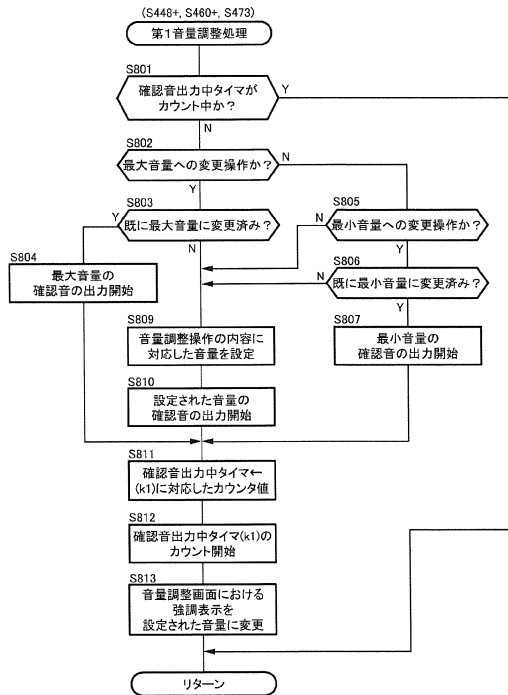 (S448+, S460+, S473)
第1音量調整処理
S801
確認音出力中タイマが
カウント中か？
Y
N
S802
最大音量への変更操作か？
N
Y
S803
既に最大音量に変更済み？
Y
N
S804
最大音量の
確認音の出力開始
S805
最小音量への変更操作か？
N
Y
S806
既に最小音量に変更済み？
N
Y
S807
最小音量の
確認音の出力開始
S809
音量調整操作の内容に
対応した音量を設定
S810
設定された音量の
確認音の出力開始
S811
確認音出力中タイマ←
(k1)に対応したカウンタ値
S812
確認音出力中タイマ(k1)の
カウント開始
S813
音量調整画面における
強調表示を
設定された音量に変更
リターン